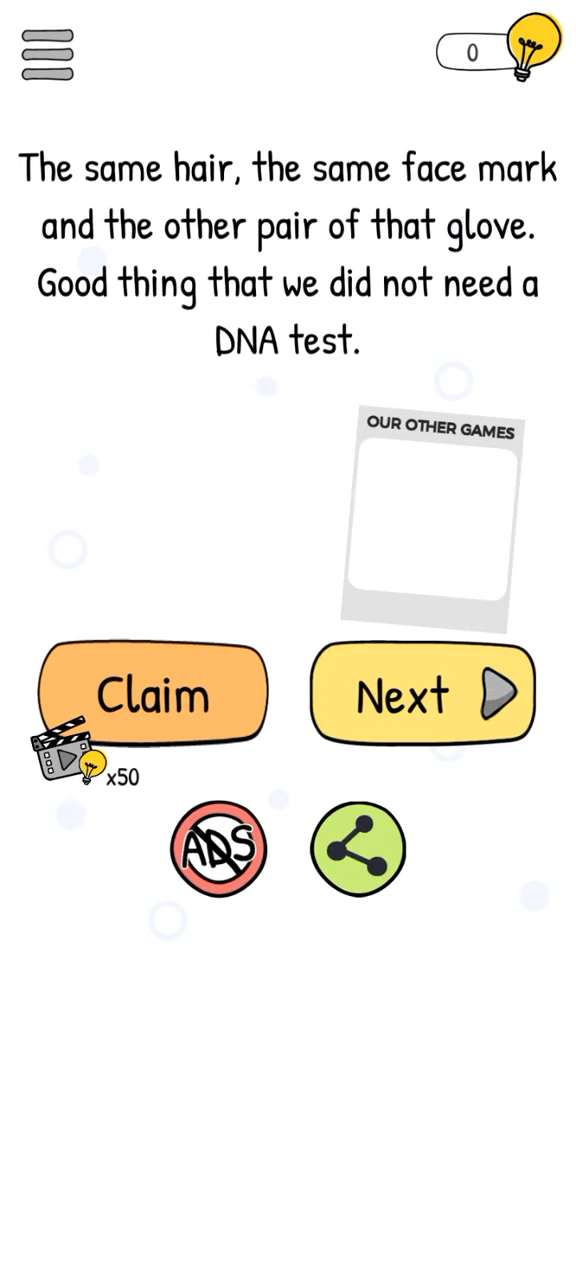 0
The same hair, the same face mark
and the other pair of that glove.
Good thing that we did not need a
DNA test.
OUR OTHER GAMES
Claim
Next
x50
ADS